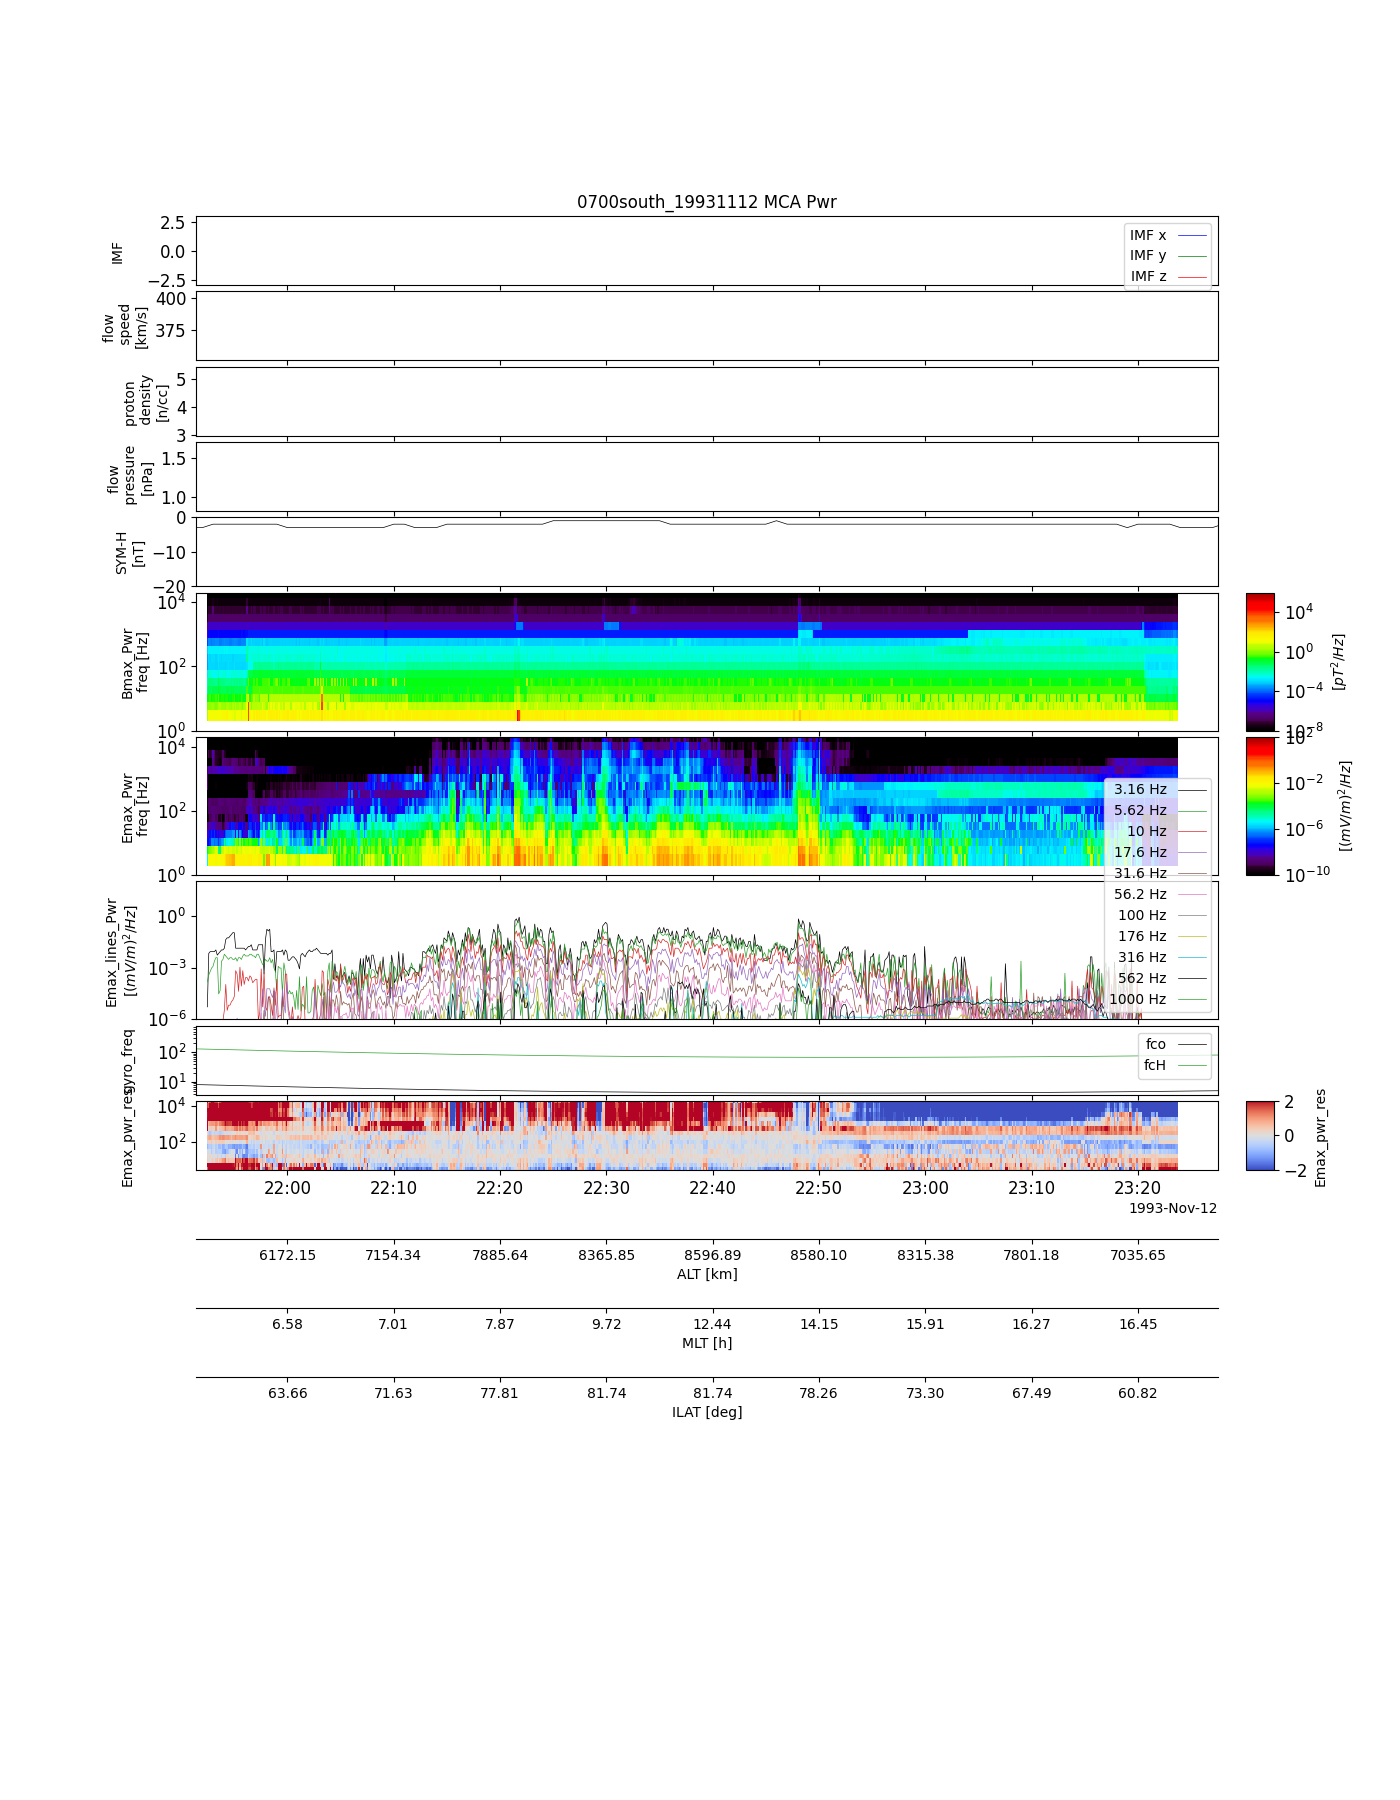 0700south_19931112 MCA Pwr
2.5
0.0
−2.5
IMF
IMF x
IMF y
IMF z
400
375
flow
speed
[km/s]
5
4
3
proton
density
[n/cc]
1.5
1.0
flow
pressure
[nPa]
0
−10
−20
SYM-H
[nT]
10^4
10^2
10^0
Bmax_Pwr
freq [Hz]
10^4
10^0
10^−4
10^−8
[pT^2/Hz]
10^4
10^2
10^0
Emax_Pwr
freq [Hz]
10^2
10^−2
10^−6
10^−10
[(mV/m)^2/Hz]
3.16 Hz
5.62 Hz
10 Hz
17.6 Hz
31.6 Hz
56.2 Hz
100 Hz
176 Hz
316 Hz
562 Hz
1000 Hz
10^0
10^−3
10^−6
Emax_lines_Pwr
[(mV/m)^2/Hz]
10^2
10^1
gyro_freq
fco
fcH
10^4
10^2
Emax_pwr_res
2
0
−2
Emax_pwr_res
22:00 22:10 22:20 22:30 22:40 22:50 23:00 23:10 23:20
1993-Nov-12
6172.15 7154.34 7885.64 8365.85 8596.89 8580.10 8315.38 7801.18 7035.65
ALT [km]
6.58 7.01 7.87 9.72 12.44 14.15 15.91 16.27 16.45
MLT [h]
63.66 71.63 77.81 81.74 81.74 78.26 73.30 67.49 60.82
ILAT [deg]